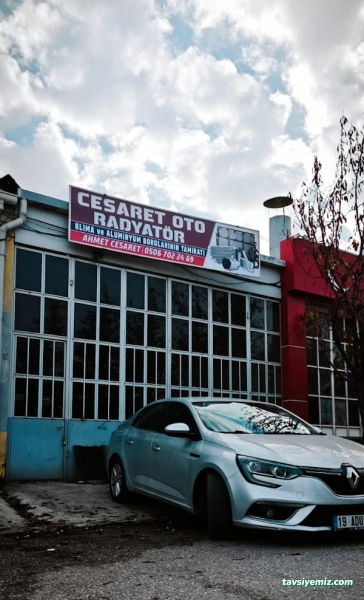 CESARET OTO
RADYATÖR
KLİMA ve ALUMİNYUM BORULARININ TAMİRATI
AHMET CESARET: 0506 702 24 69
19 ADU
tavsiyemiz.com